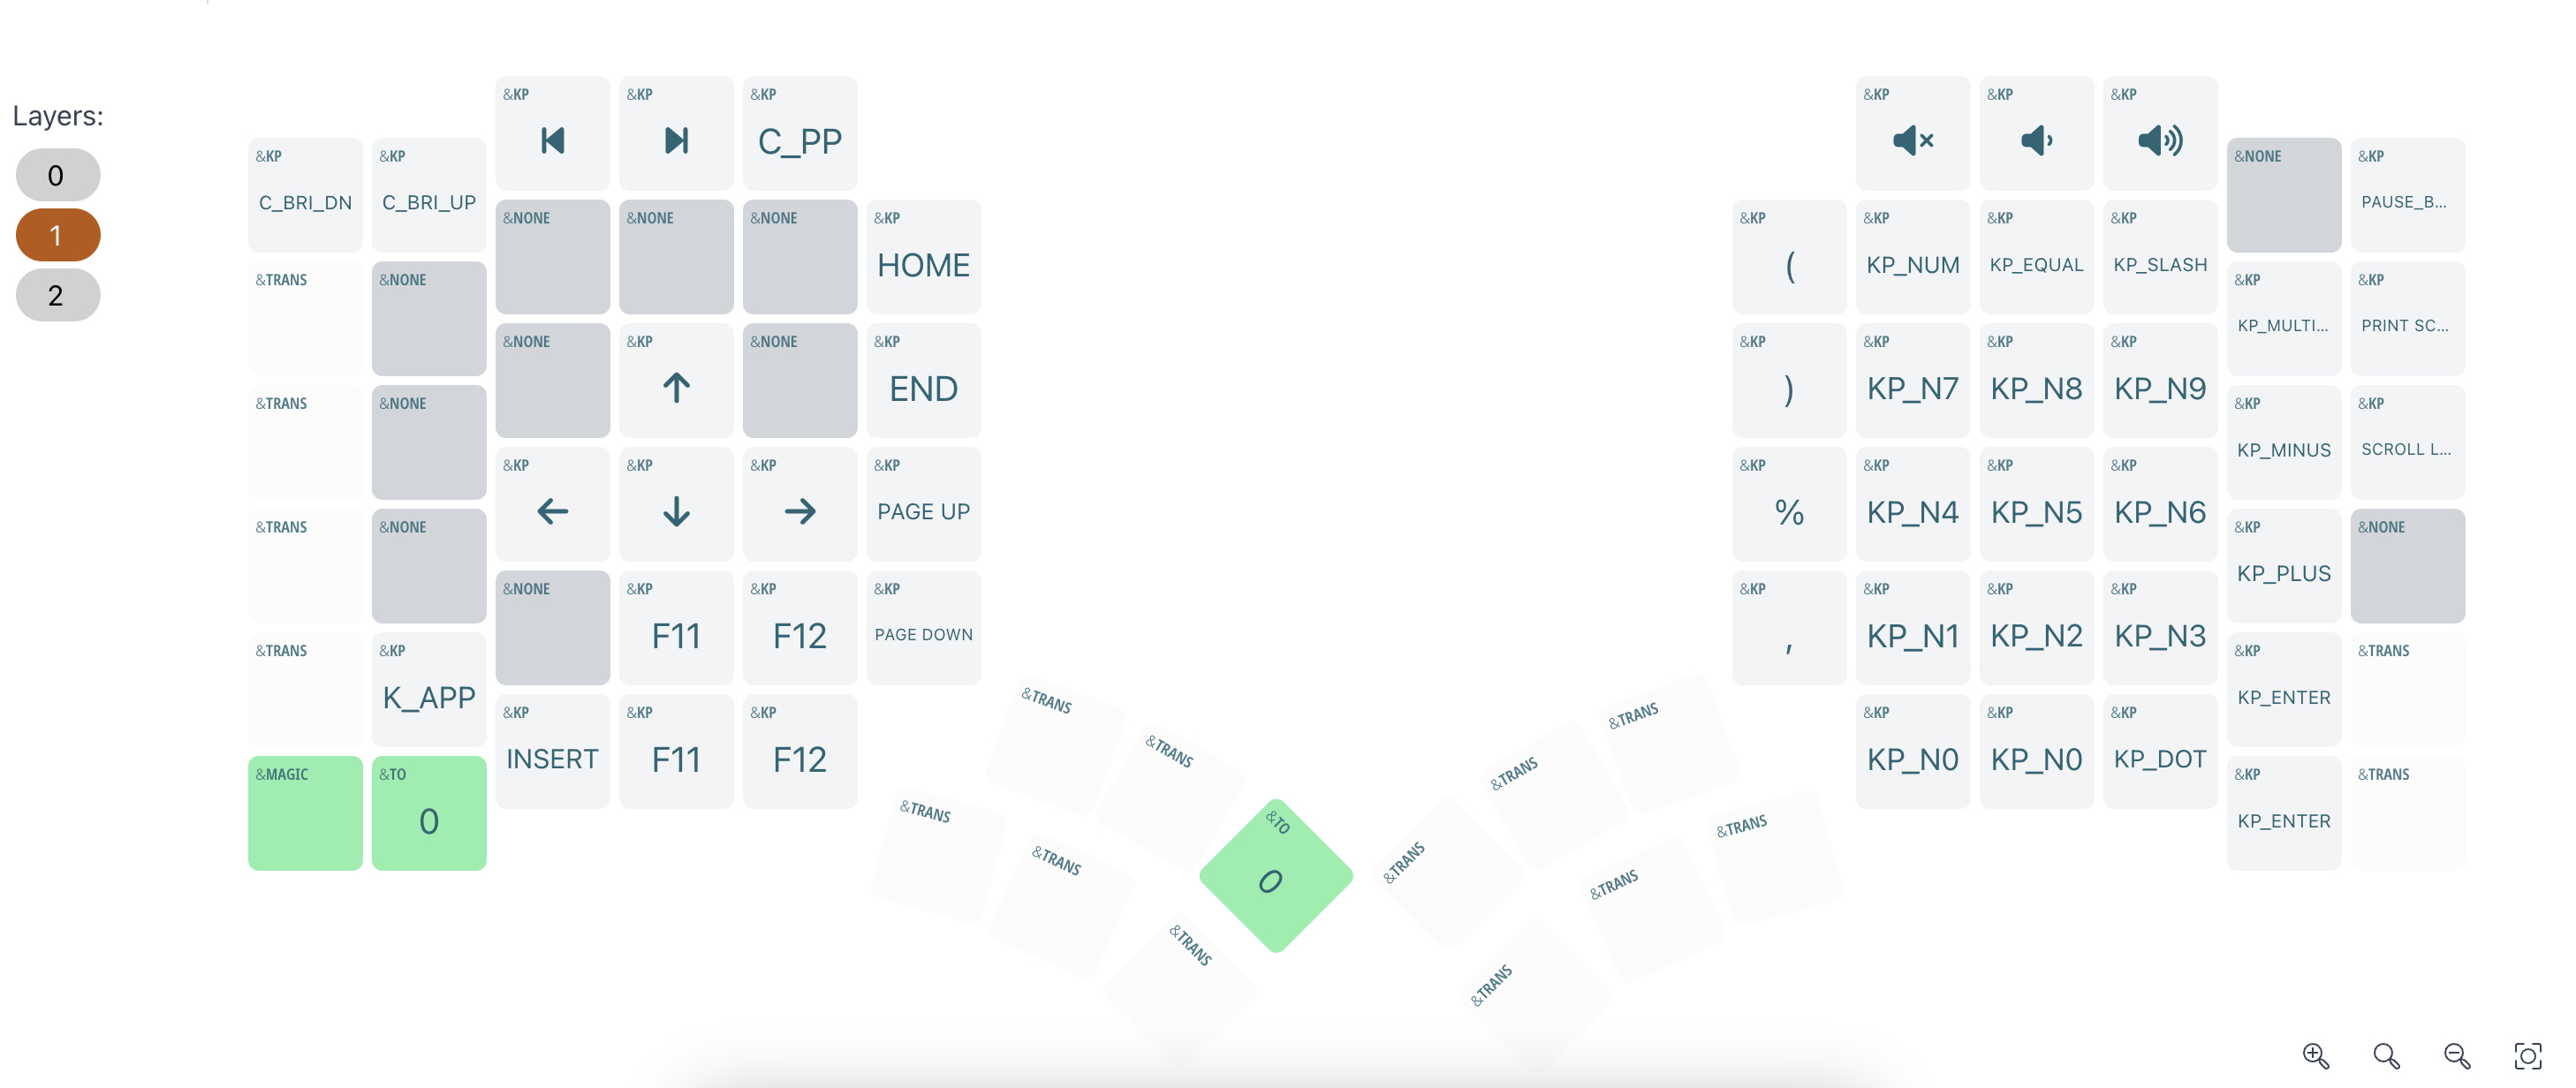 Layers:
0
1
2
&KP &KP &KP &KP &KP &KP
C_PP
&KP &KP &NONE &KP
C_BRI_DN C_BRI_UP PAUSE_B...
&NONE &NONE &NONE &KP &KP &KP &KP &KP
HOME ( KP_NUM KP_EQUAL KP_SLASH
&TRANS &NONE &KP &KP
KP_MULTI... PRINT SC...
&NONE &KP &NONE &KP &KP &KP &KP &KP
↑ END ) KP_N7 KP_N8 KP_N9
&TRANS &NONE &KP &KP
KP_MINUS SCROLL L...
&KP &KP &KP &KP &KP &KP &KP &KP
← ↓ → PAGE UP % KP_N4 KP_N5 KP_N6
&TRANS &NONE &KP &NONE
KP_PLUS
&NONE &KP &KP &KP &KP &KP &KP &KP
F11 F12 PAGE DOWN , KP_N1 KP_N2 KP_N3
&TRANS &KP &KP &TRANS
K_APP KP_ENTER
&KP &KP &KP &KP &KP &KP
INSERT F11 F12 KP_N0 KP_N0 KP_DOT
&MAGIC &TO &KP &TRANS
0 KP_ENTER
&TRANS &TRANS &TRANS &TRANS
&TRANS &TRANS &TO &TRANS &TRANS &TRANS
0
&TRANS &TRANS